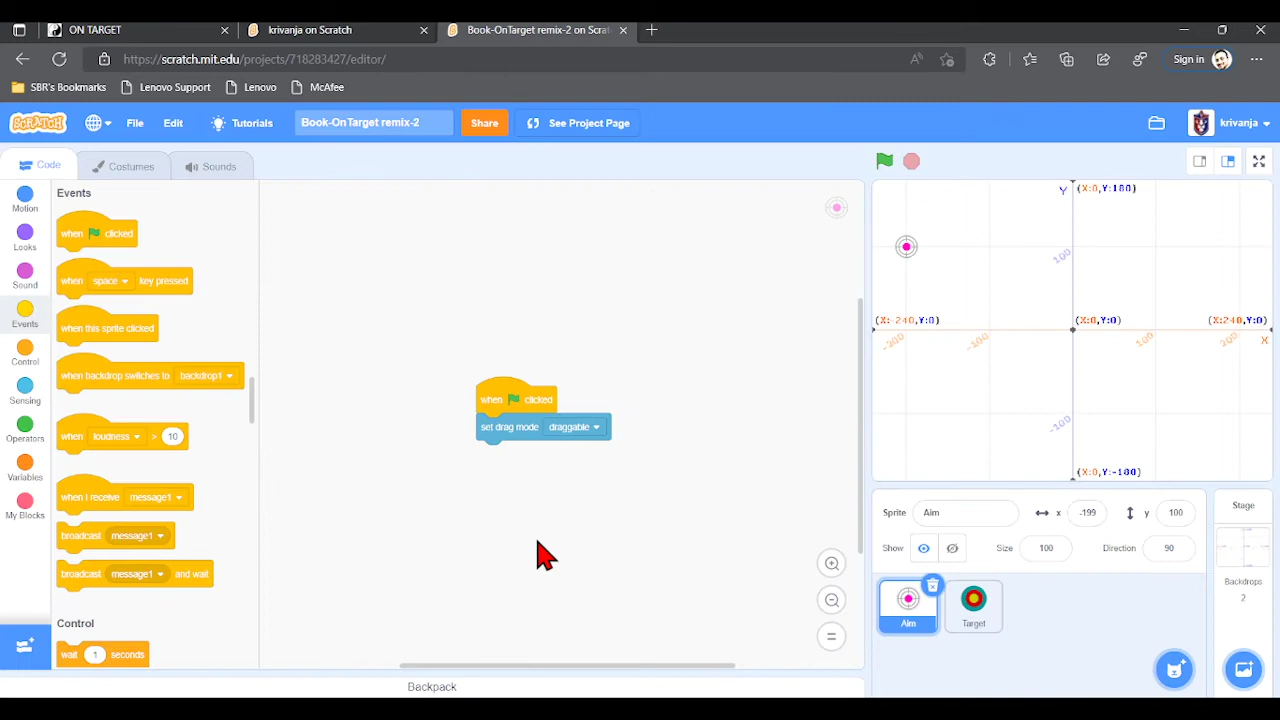 ON TARGET
krivanja on Scratch
Book-OnTarget remix-2 on Scrat
https://scratch.mit.edu/projects/718283427/editor/
Sign in
SBR's Bookmarks
Lenovo Support
Lenovo
McAfee
SCRATCH
File
Edit
Tutorials
Book-OnTarget remix-2
Share
See Project Page
krivanja
Code
Costumes
Sounds
Motion
Looks
Sound
Events
Control
Sensing
Operators
Variables
My Blocks
Events
when clicked
when space key pressed
when this sprite clicked
when backdrop switches to backdrop1
when loudness > 10
when I receive message1
broadcast message1
broadcast message1 and wait
Control
wait 1 seconds
when clicked
set drag mode draggable
Backpack
Y
(X:0,Y:180)
100
(X:-240,Y:0)
(X:0,Y:0)
(X:240,Y:0)
-200
-100
100
200
X
-100
(X:0,Y:-180)
Sprite
Aim
x
-199
y
100
Show
Size
100
Direction
90
Aim
Target
Stage
Backdrops
2